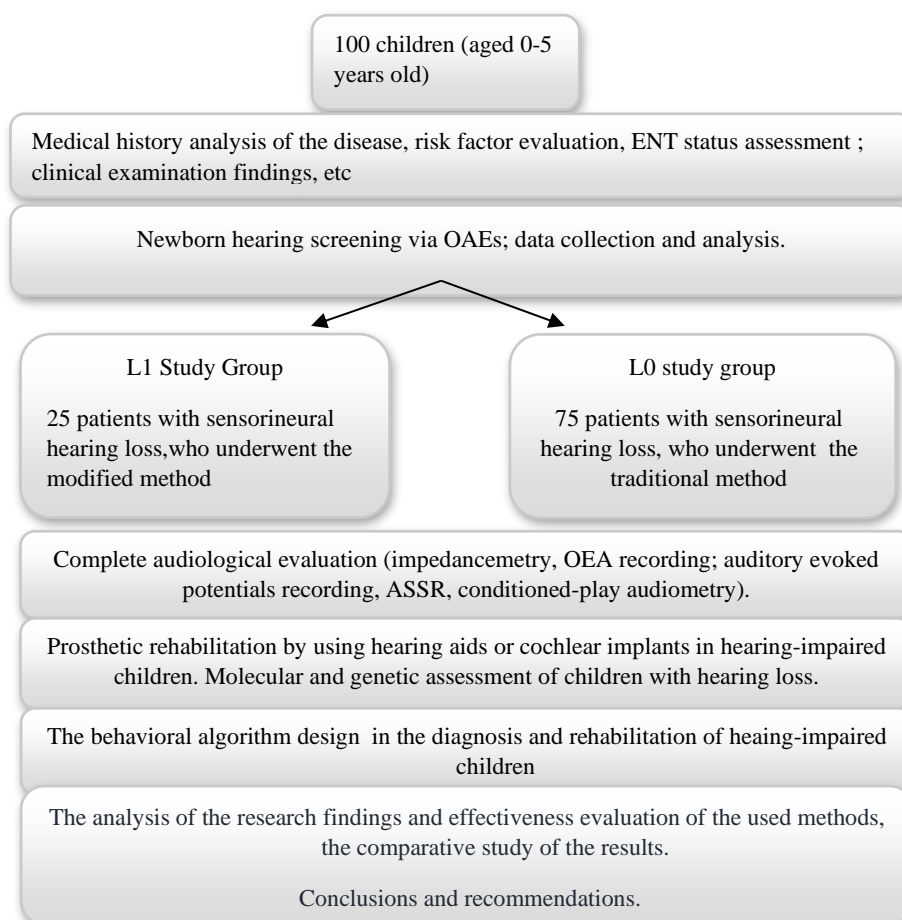 100 children (aged 0-5
years old)
Medical history analysis of the disease, risk factor evaluation, ENT status assessment ;
clinical examination findings, etc
Newborn hearing screening via OAEs; data collection and analysis.
L1 Study Group
25 patients with sensorineural
hearing loss,who underwent the
modified method
L0 study group
75 patients with sensorineural
hearing loss, who underwent the
traditional method
Complete audiological evaluation (impedancemetry, OEA recording; auditory evoked
potentials recording, ASSR, conditioned-play audiometry).
Prosthetic rehabilitation by using hearing aids or cochlear implants in hearing-impaired
children. Molecular and genetic assessment of children with hearing loss.
The behavioral algorithm design in the diagnosis and rehabilitation of heaing-impaired
children
The analysis of the research findings and effectiveness evaluation of the used methods,
the comparative study of the results.
Conclusions and recommendations.